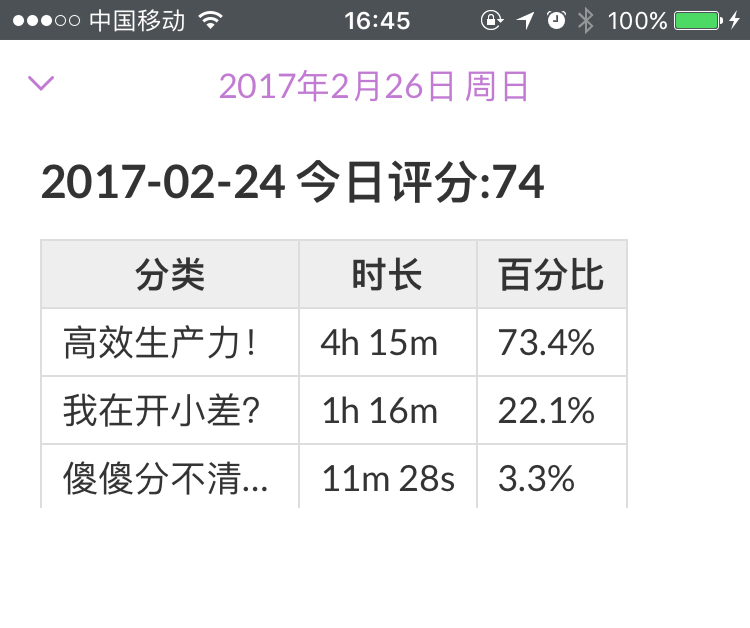 中国移动 16:45 100%
2017年2月26日 周日
2017-02-24 今日评分:74
分类 时长 百分比
高效生产力! 4h 15m 73.4%
我在开小差? 1h 16m 22.1%
傻傻分不清... 11m 28s 3.3%